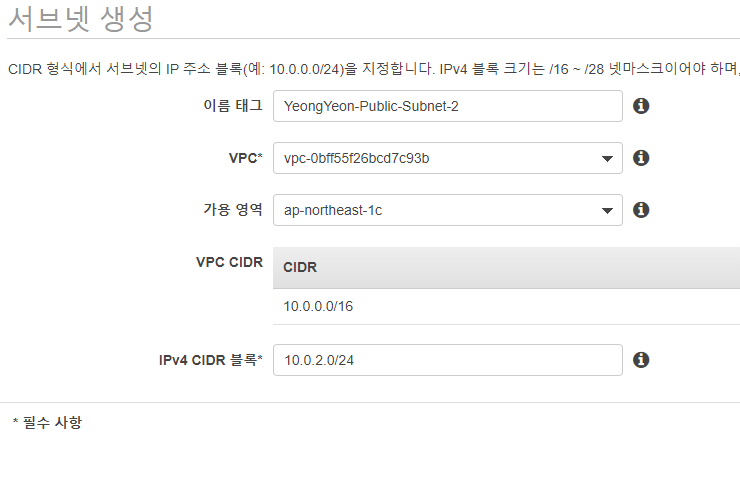 서브넷 생성
CIDR 형식에서 서브넷의 IP 주소 블록(예: 10.0.0.0/24)을 지정합니다. IPv4 블록 크기는 /16 ~ /28 넷마스크이어야 하며,
이름 태그 YeongYeon-Public-Subnet-2
VPC* vpc-0bff55f26bcd7c93b
가용 영역 ap-northeast-1c
VPC CIDR CIDR
10.0.0.0/16
IPv4 CIDR 블록* 10.0.2.0/24
* 필수 사항